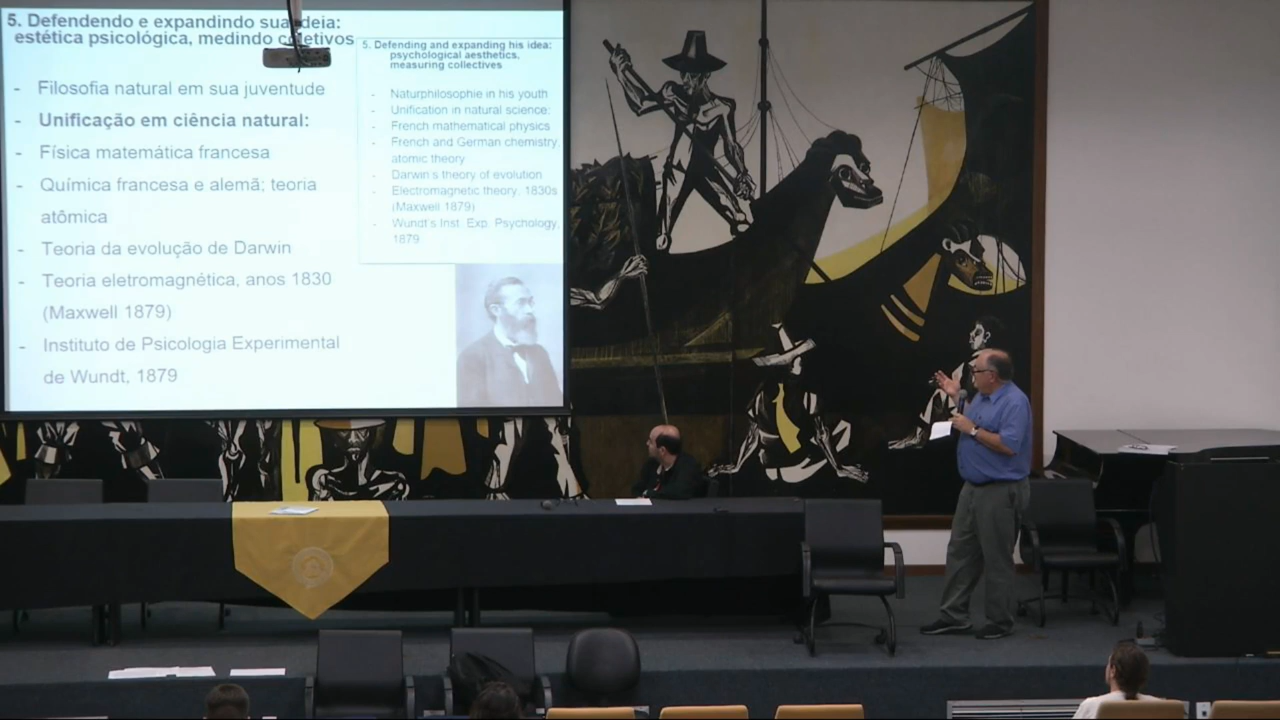 5. Defendendo e expandindo sua
estética psicológica, medindo
- Filosofia natural em sua juventude
- Unificação em ciência natural:
- Física matemática francesa
- Química francesa e alemã; teoria
atômica
- Teoria da evolução de Darwin
- Teoria eletromagnética, anos 1830
(Maxwell 1879)
- Instituto de Psicologia Experimental
de Wundt, 1879
5. Defending and expanding his idea:
psychological aesthetics,
measuring collectives
- Naturphilosophie in his youth
- Unification in natural science:
- French mathematical physics
- French and German chemistry,
atomic theory
- Darwin's theory of evolution
- Electromagnetic theory, 1830s
(Maxwell 1879)
- Wundt's Inst. Exp. Psychology,
1879